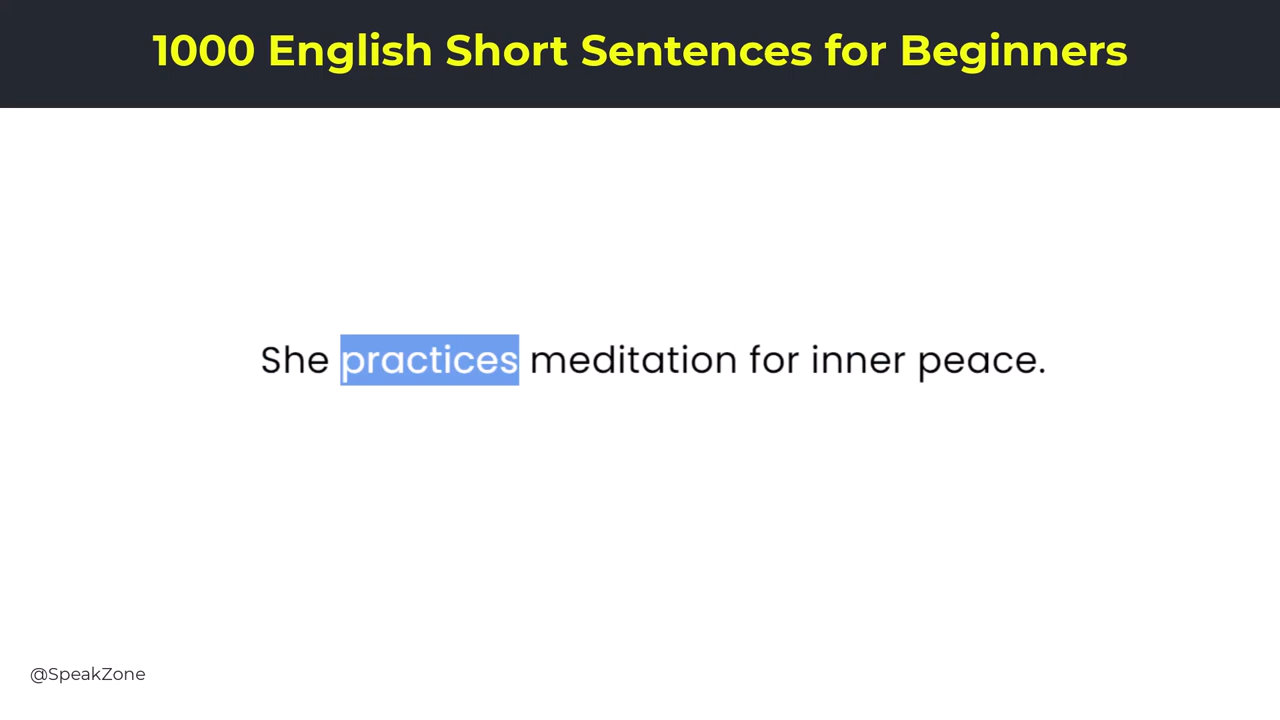 1000 English Short Sentences for Beginners
She practices meditation for inner peace.
@SpeakZone